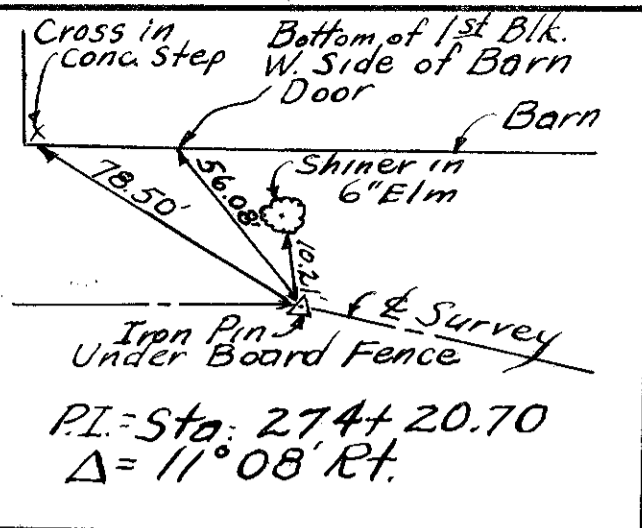 Cross in
Conc. Step
Bottom of 1st Blk.
W. Side of Barn
Door
Barn
78.50'
56.08'
Shiner in
6" Elm
10.21'
℄ Survey
Iron Pin
Under Board Fence
P.I. = Sta. 274+20.70
Δ = 11°08' Rt.